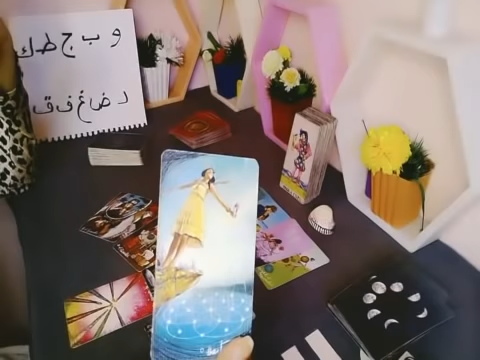 و ب ج ط ك
د ض غ ف ق